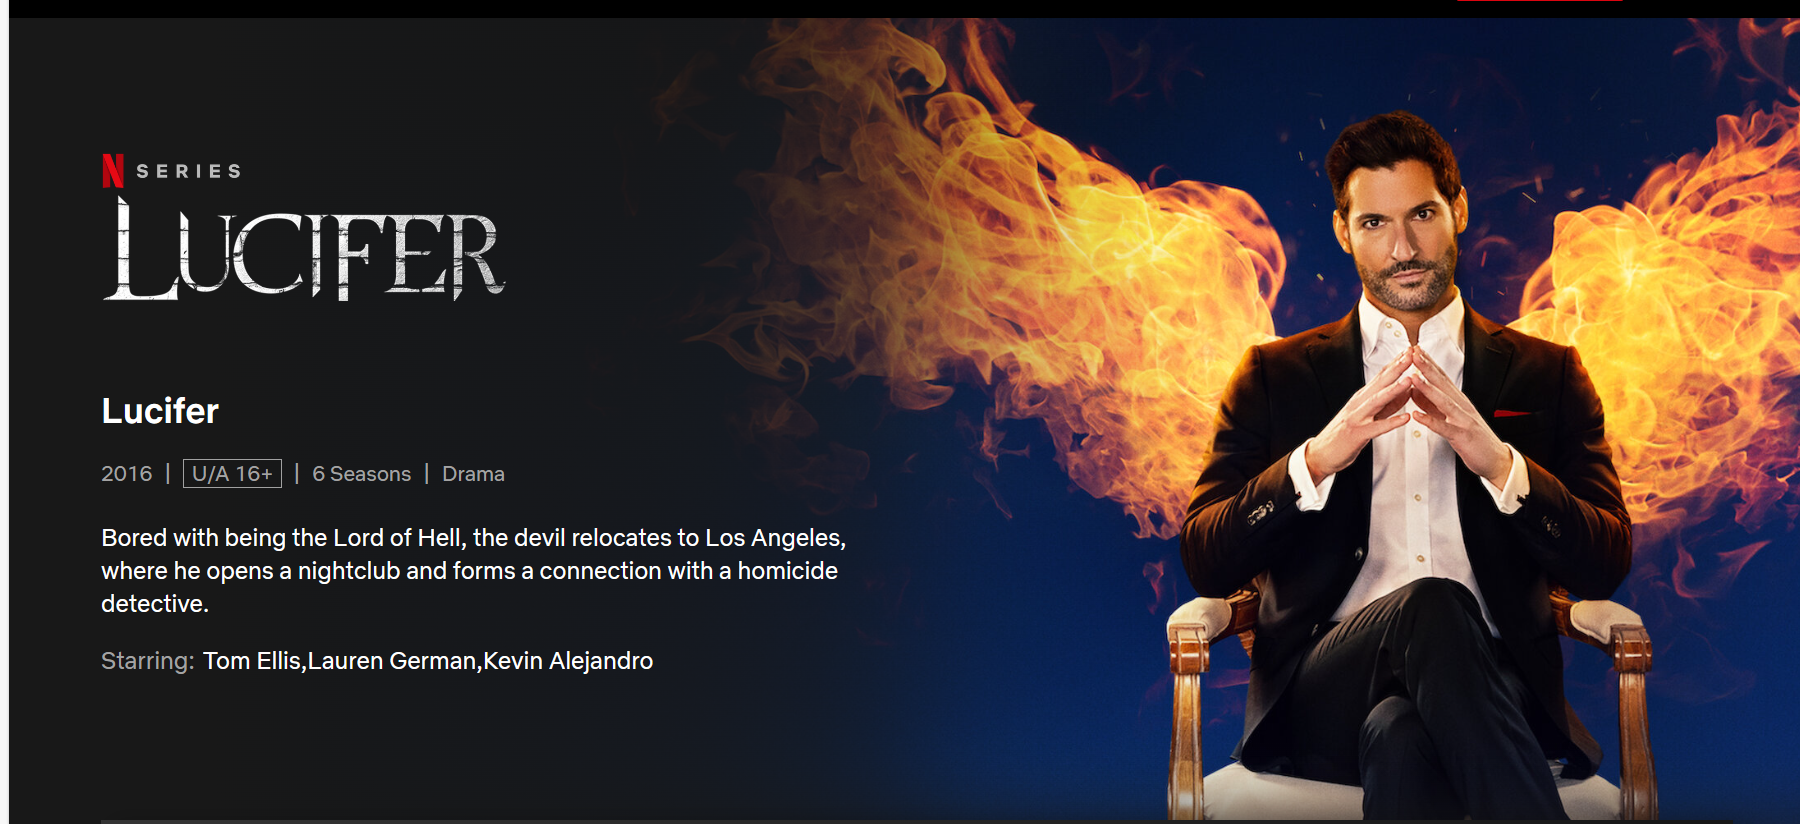 N SERIES
LUCIFER
Lucifer
2016 | U/A 16+ | 6 Seasons | Drama
Bored with being the Lord of Hell, the devil relocates to Los Angeles,
where he opens a nightclub and forms a connection with a homicide
detective.
Starring: Tom Ellis,Lauren German,Kevin Alejandro